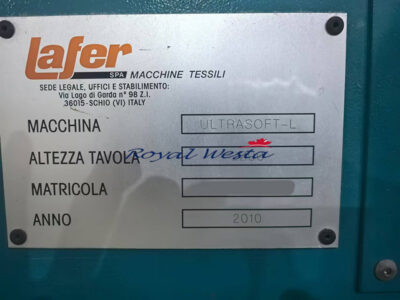 Lafer
SPA MACCHINE TESSILI
SEDE LEGALE, UFFICI E STABILIMENTO:
Via Lago di Garda n° 98 Z.I.
36015-SCHIO (VI) ITALY
MACCHINA ULTRASOFT-L
ALTEZZA TAVOLA
Royal Westa
MATRICOLA
ANNO 2010